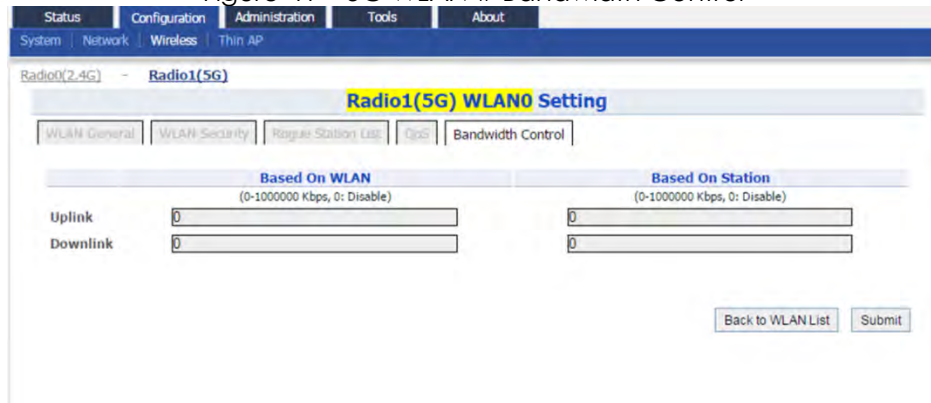 Status Configuration Administration Tools About
System Network Wireless Thin AP
Radio0(2.4G) - Radio1(5G)
Radio1(5G) WLAN0 Setting
WLAN General WLAN Security Rogue Station List QoS Bandwidth Control
Based On WLAN Based On Station
(0-1000000 Kbps, 0: Disable) (0-1000000 Kbps, 0: Disable)
Uplink 0 0
Downlink 0 0
Back to WLAN List Submit